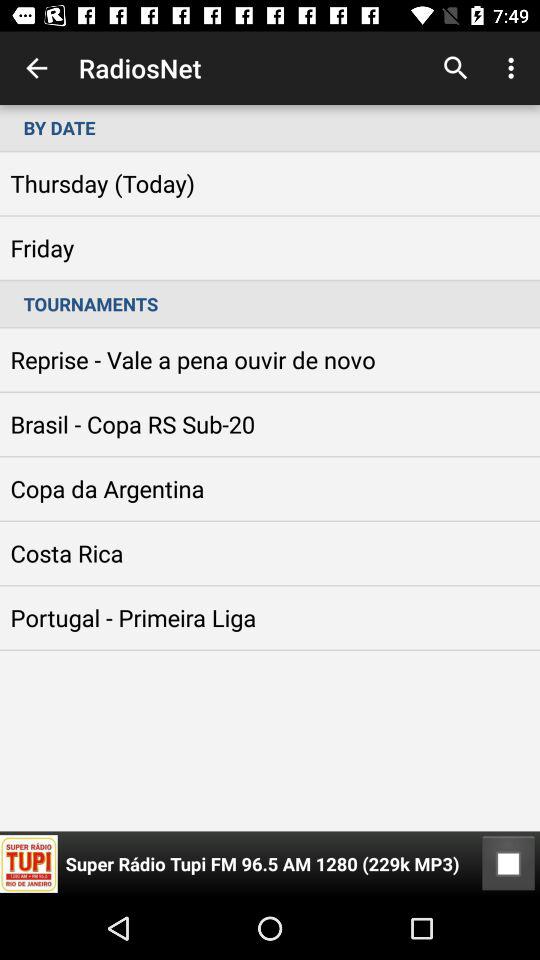 7:49
RadiosNet
BY DATE
Thursday (Today)
Friday
TOURNAMENTS
Reprise - Vale a pena ouvir de novo
Brasil - Copa RS Sub-20
Copa da Argentina
Costa Rica
Portugal - Primeira Liga
SUPER RÁDIO
TUPI
RIO DE JANEIRO
Super Rádio Tupi FM 96.5 AM 1280 (229k MP3)